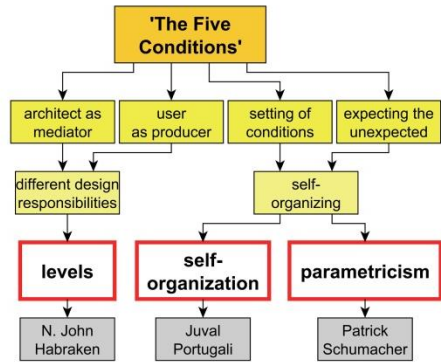 'The Five
Conditions'
architect as
mediator
user
as producer
setting of
conditions
expecting the
unexpected
different design
responsibilities
self-
organizing
levels
self-
organization
parametricism
N. John
Habraken
Juval
Portugali
Patrick
Schumacher